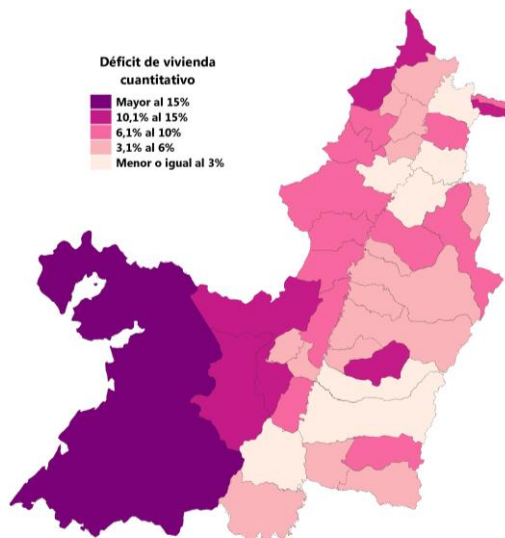 Déficit de vivienda
cuantitativo
Mayor al 15%
10,1% al 15%
6,1% al 10%
3,1% al 6%
Menor o igual al 3%